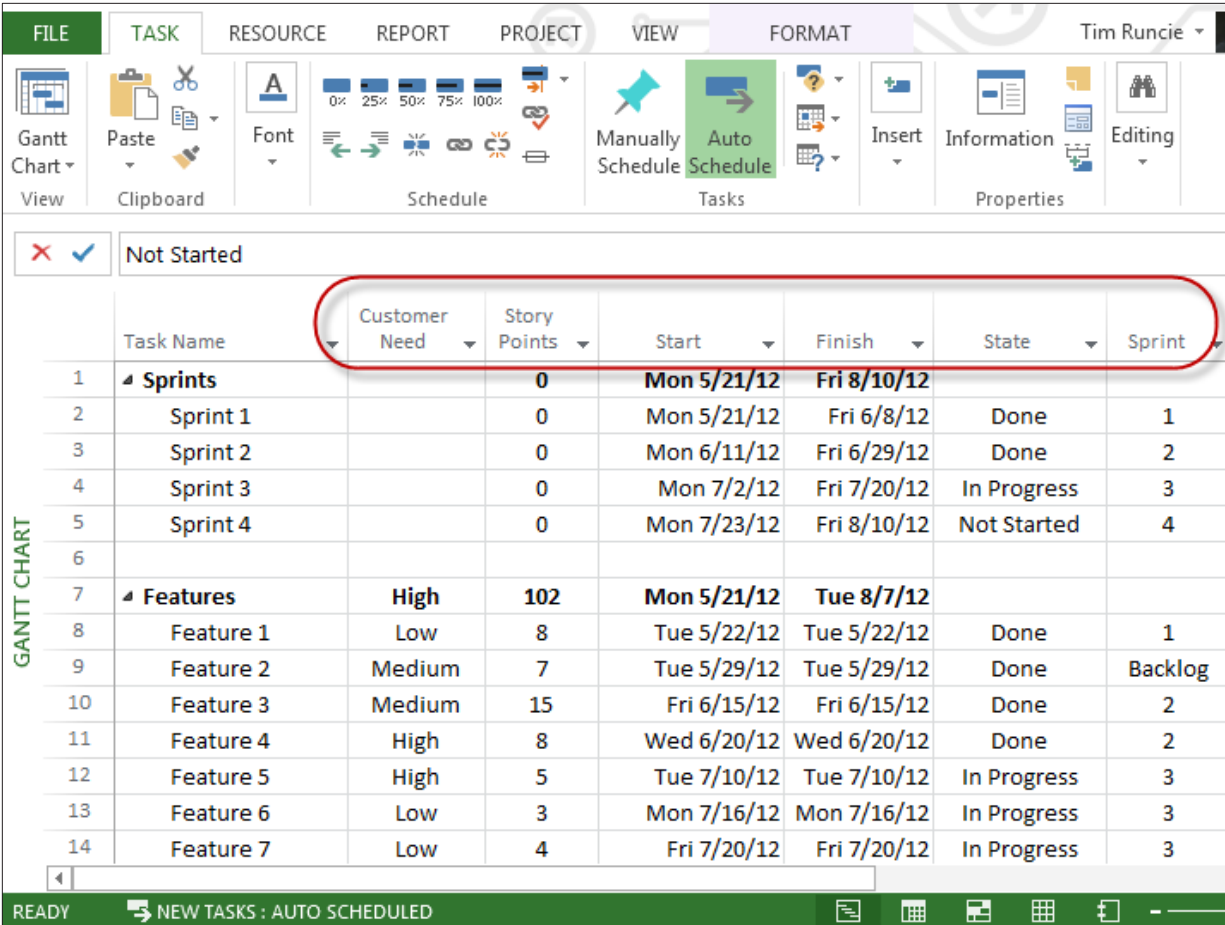 FILE TASK RESOURCE REPORT PROJECT VIEW FORMAT Tim Runcie
0% 25% 50% 75% 100%
Gantt Chart Paste Font Manually Schedule Auto Schedule Insert Information Editing
View Clipboard Schedule Tasks Properties
Not Started
Task Name Customer Need Story Points Start Finish State Sprint
1 Sprints 0 Mon 5/21/12 Fri 8/10/12
2 Sprint 1 0 Mon 5/21/12 Fri 6/8/12 Done 1
3 Sprint 2 0 Mon 6/11/12 Fri 6/29/12 Done 2
4 Sprint 3 0 Mon 7/2/12 Fri 7/20/12 In Progress 3
5 Sprint 4 0 Mon 7/23/12 Fri 8/10/12 Not Started 4
6
7 Features High 102 Mon 5/21/12 Tue 8/7/12
8 Feature 1 Low 8 Tue 5/22/12 Tue 5/22/12 Done 1
9 Feature 2 Medium 7 Tue 5/29/12 Tue 5/29/12 Done Backlog
10 Feature 3 Medium 15 Fri 6/15/12 Fri 6/15/12 Done 2
11 Feature 4 High 8 Wed 6/20/12 Wed 6/20/12 Done 2
12 Feature 5 High 5 Tue 7/10/12 Tue 7/10/12 In Progress 3
13 Feature 6 Low 3 Mon 7/16/12 Mon 7/16/12 In Progress 3
14 Feature 7 Low 4 Fri 7/20/12 Fri 7/20/12 In Progress 3
GANTT CHART
READY NEW TASKS : AUTO SCHEDULED